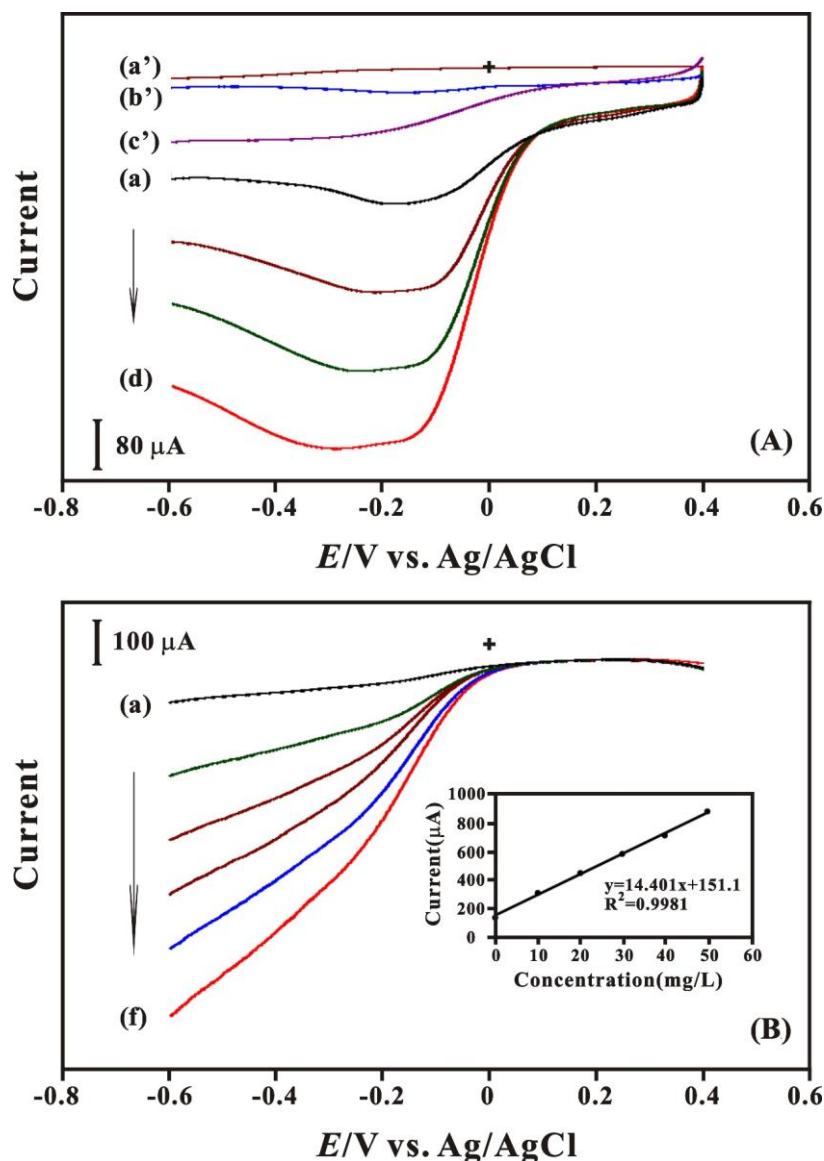 (a')
(b')
(c')
(a)
(d)
Current
80 μA
(A)
-0.8 -0.6 -0.4 -0.2 0 0.2 0.4 0.6
E/V vs. Ag/AgCl
100 μA
(a)
(f)
Current
1000
800
600
400
200
0
Current(μA)
y=14.401x+151.1
R²=0.9981
0 10 20 30 40 50 60
Concentration(mg/L)
(B)
-0.8 -0.6 -0.4 -0.2 0 0.2 0.4 0.6
E/V vs. Ag/AgCl